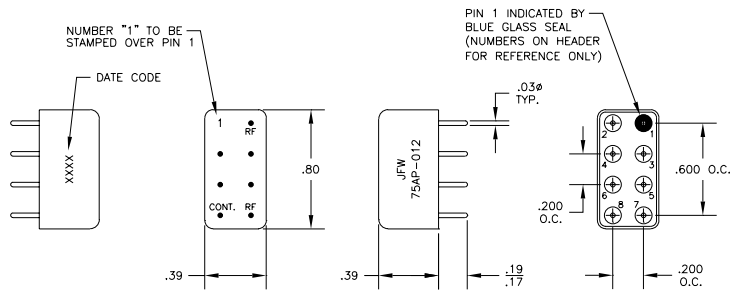 NUMBER "1" TO BE
STAMPED OVER PIN 1
DATE CODE
XXXX
1
RF
CONT. RF
.80
.39
PIN 1 INDICATED BY
BLUE GLASS SEAL
(NUMBERS ON HEADER
FOR REFERENCE ONLY)
.03ø
TYP.
JFW
75AP-012
.39
.19
.17
2 1
4 3
6 5
8 7
.600 O.C.
.200
O.C.
.200
O.C.